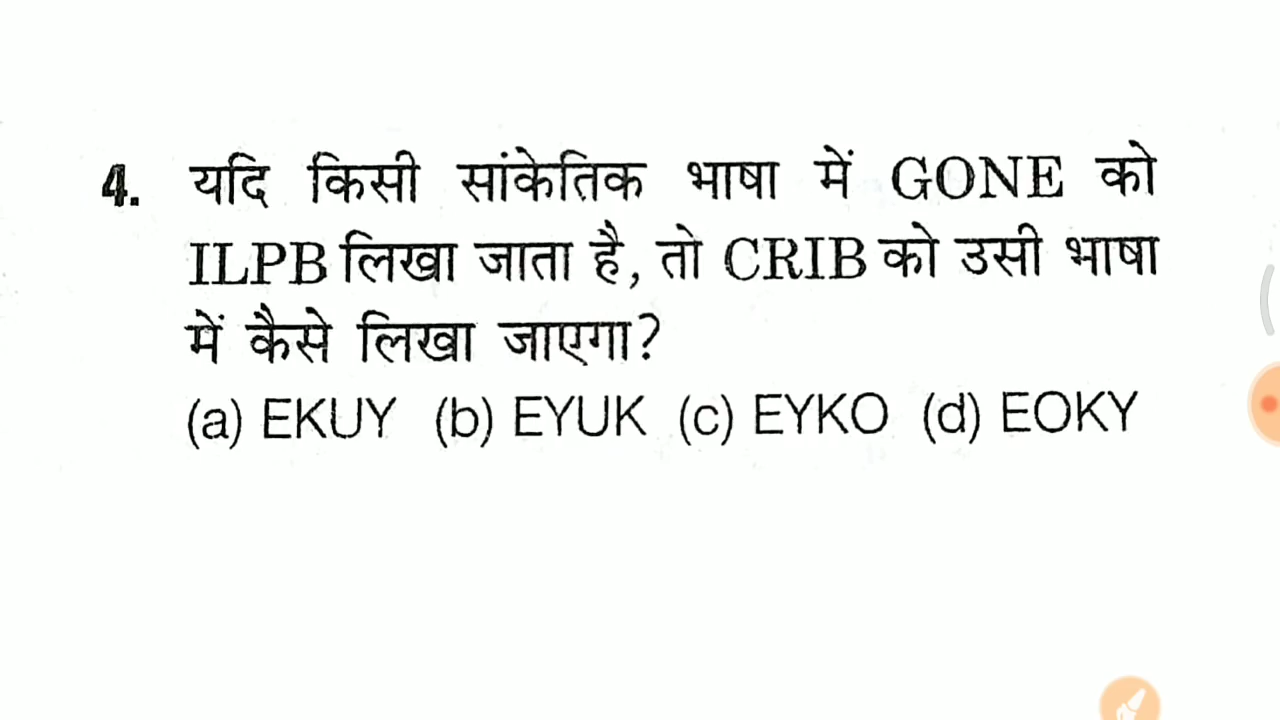 4. यदि किसी सांकेतिक भाषा में GONE को
ILPB लिखा जाता है, तो CRIB को उसी भाषा
में कैसे लिखा जाएगा?
(a) EKUY (b) EYUK (c) EYKO (d) EOKY